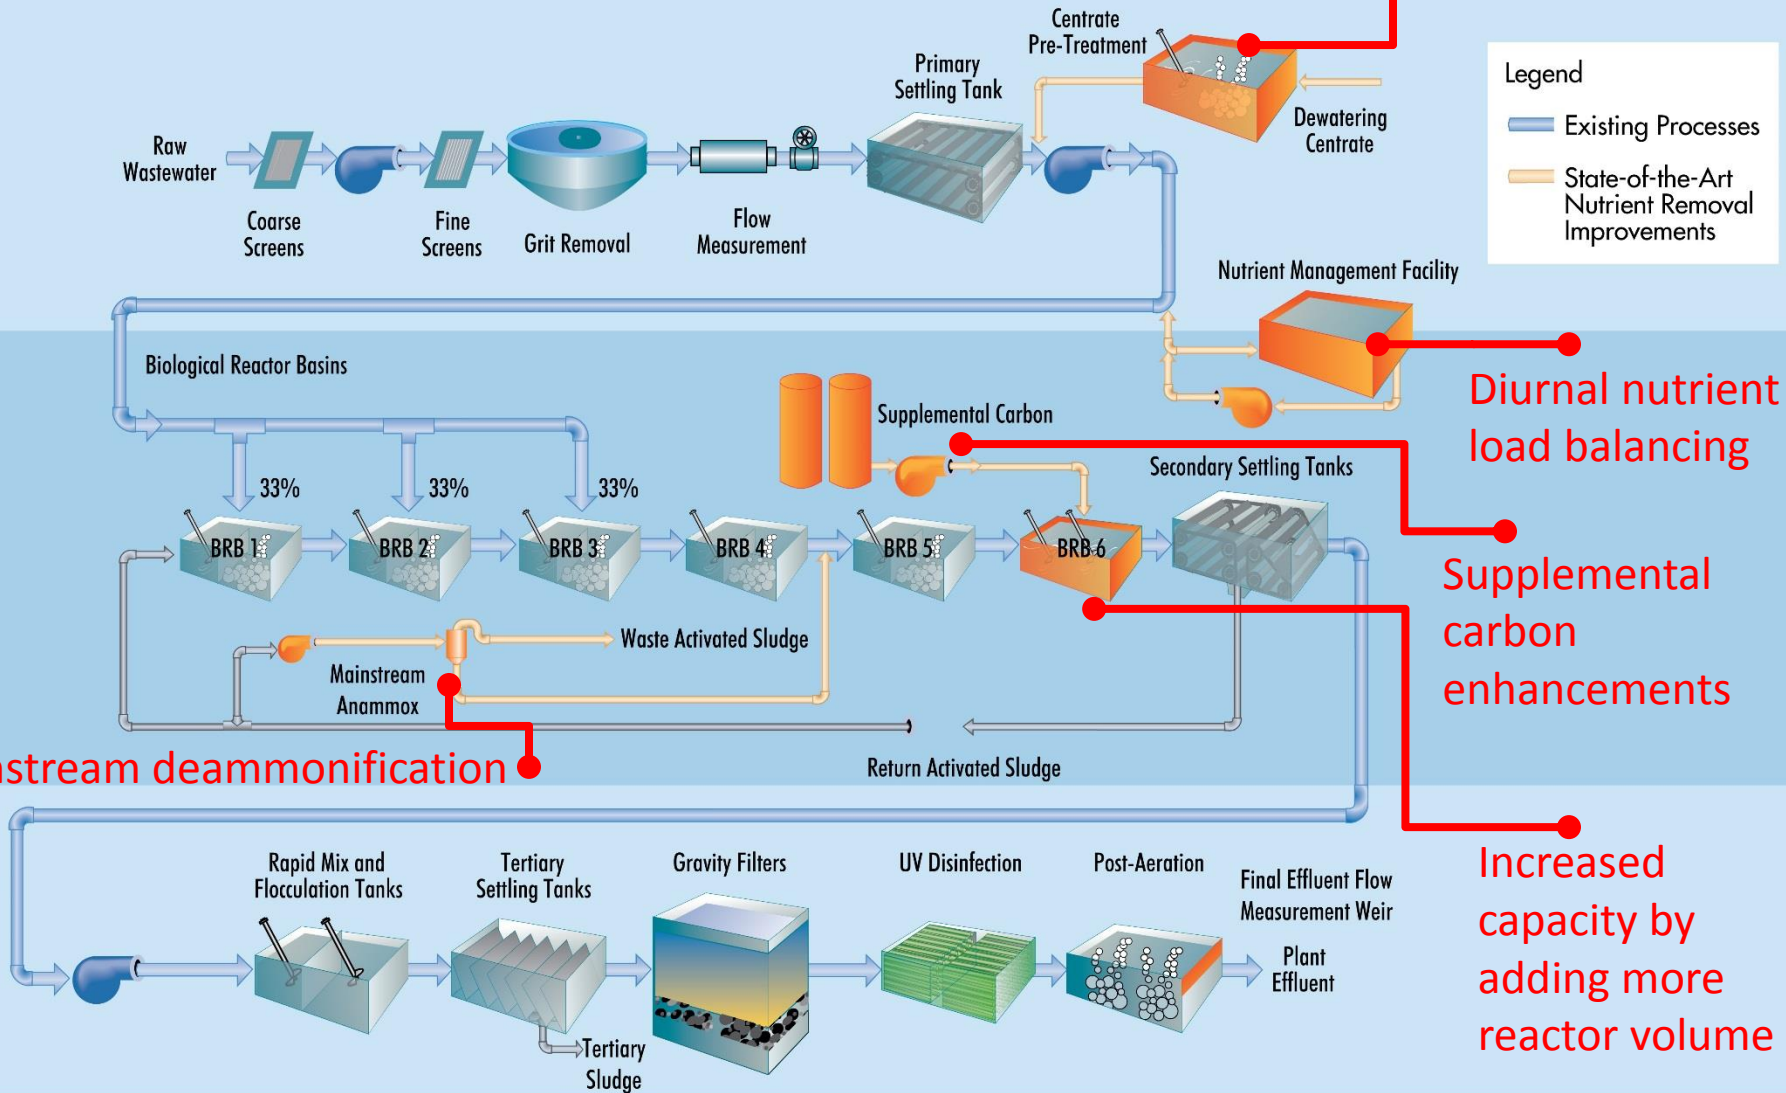 Centrate
Pre-Treatment
Primary
Settling Tank
Dewatering
Centrate
Legend
Existing Processes
State-of-the-Art
Nutrient Removal
Improvements
Raw
Wastewater
Coarse
Screens
Fine
Screens
Grit Removal
Flow
Measurement
Nutrient Management Facility
Biological Reactor Basins
Diurnal nutrient
load balancing
Supplemental Carbon
Secondary Settling Tanks
33%
33%
33%
BRB 1
BRB 2
BRB 3
BRB 4
BRB 5
BRB 6
Supplemental
carbon
enhancements
Waste Activated Sludge
Mainstream
Anammox
nstream deammonification
Return Activated Sludge
Increased
capacity by
adding more
reactor volume
Rapid Mix and
Flocculation Tanks
Tertiary
Settling Tanks
Gravity Filters
UV Disinfection
Post-Aeration
Final Effluent Flow
Measurement Weir
Plant
Effluent
Tertiary
Sludge